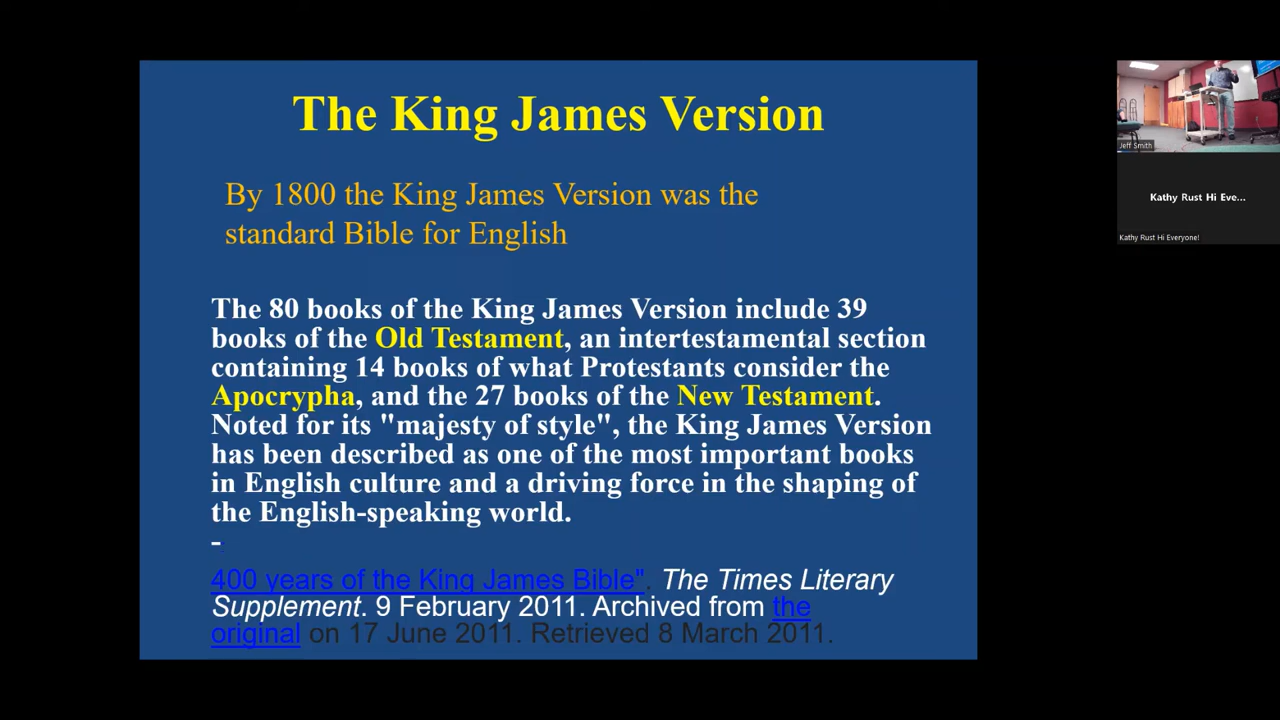 The King James Version
By 1800 the King James Version was the
standard Bible for English
The 80 books of the King James Version include 39
books of the Old Testament, an intertestamental section
containing 14 books of what Protestants consider the
Apocrypha, and the 27 books of the New Testament.
Noted for its "majesty of style", the King James Version
has been described as one of the most important books
in English culture and a driving force in the shaping of
the English-speaking world.
-
400 years of the King James Bible". The Times Literary
Supplement. 9 February 2011. Archived from the
original on 17 June 2011. Retrieved 8 March 2011.
Jeff Smith
Kathy Rust Hi Eve...
Kathy Rust Hi Everyone!